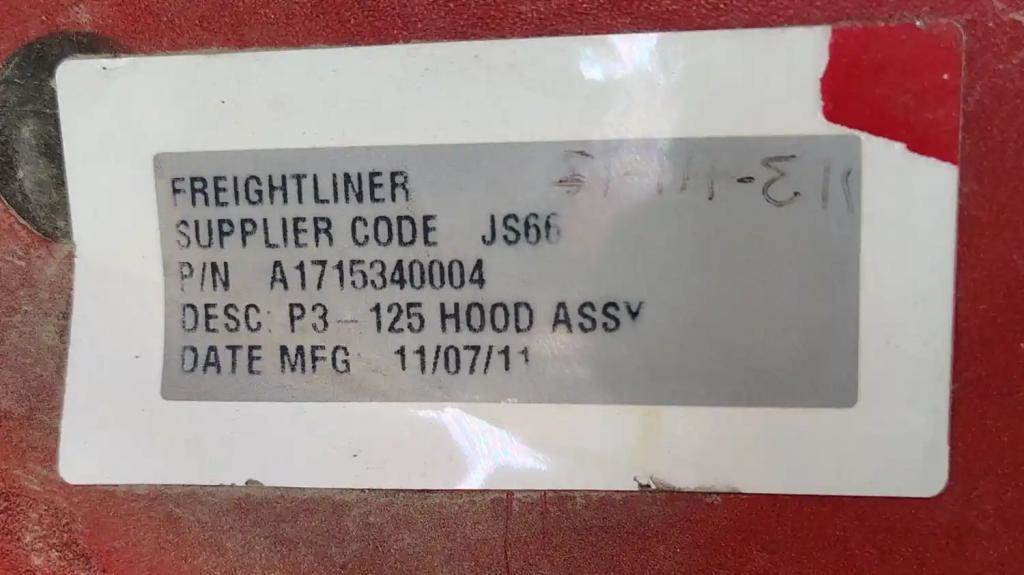 FREIGHTLINER
SUPPLIER CODE JS66
P/N A1715340004
DESC: P3-125 HOOD ASSY
DATE MFG 11/07/11